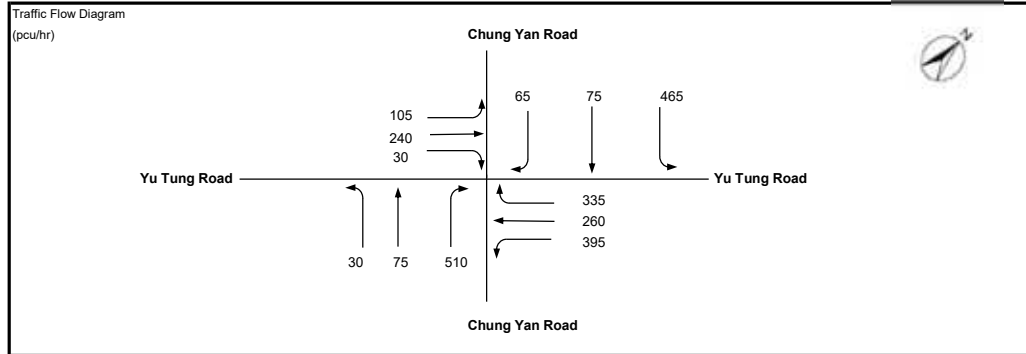 Traffic Flow Diagram
(pcu/hr)
Chung Yan Road
N
65 75 465
105
240
30
Yu Tung Road
Yu Tung Road
335
260
395
30 75 510
Chung Yan Road